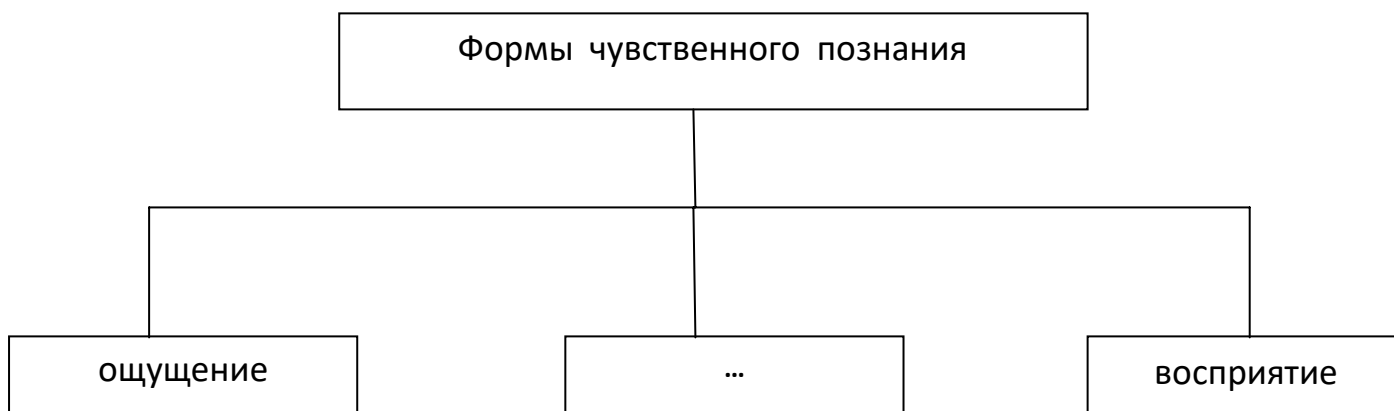 Формы чувственного познания
ощущение
...
восприятие